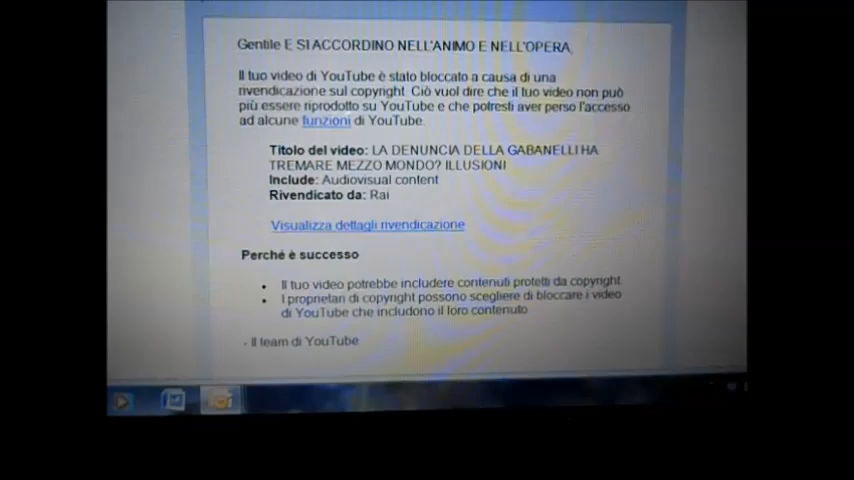 Gentile E SI ACCORDINO NELL'ANIMO E NELL'OPERA,
Il tuo video di YouTube è stato bloccato a causa di una
rivendicazione sul copyright. Ciò vuol dire che il tuo video non può
più essere riprodotto su YouTube e che potresti aver perso l'accesso
ad alcune funzioni di YouTube.
Titolo del video: LA DENUNCIA DELLA GABANELLI HA
TREMARE MEZZO MONDO? ILLUSIONI
Include: Audiovisual content
Rivendicato da: Rai
Visualizza dettagli rivendicazione
Perché è successo
• Il tuo video potrebbe includere contenuti protetti da copyright
• I proprietari di copyright possono scegliere di bloccare i video
di YouTube che includono il loro contenuto
- Il team di YouTube